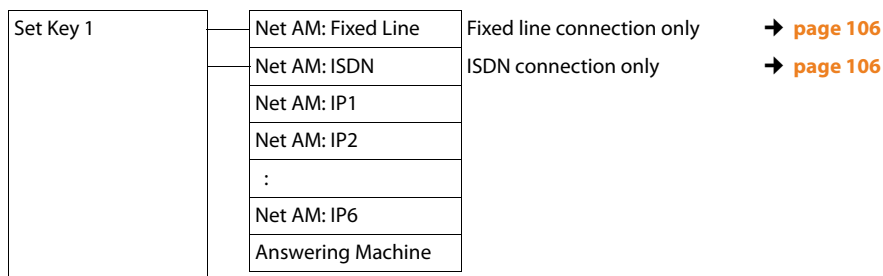 Set Key 1 Net AM: Fixed Line Fixed line connection only ➔ page 106
Net AM: ISDN ISDN connection only ➔ page 106
Net AM: IP1
Net AM: IP2
:
Net AM: IP6
Answering Machine